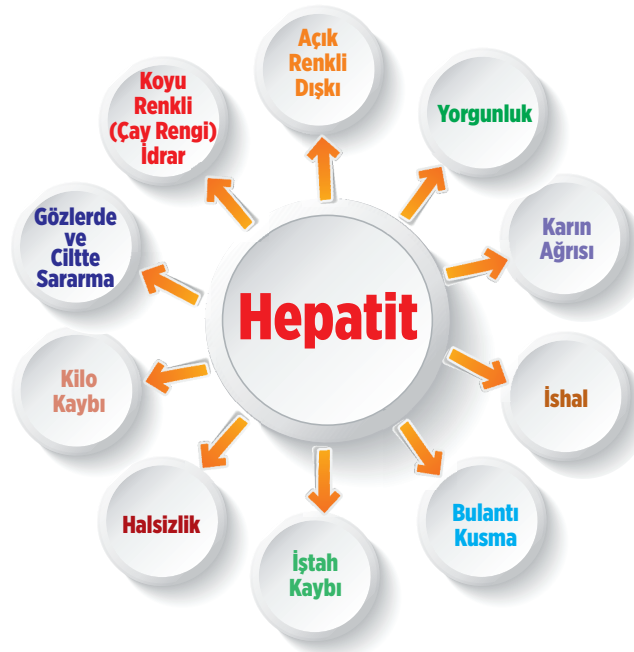 Açık
Renkli
Dışkı
Koyu
Renkli
(Çay Rengi)
İdrar
Yorgunluk
Gözlerde
ve
Ciltte
Sararma
Karın
Ağrısı
Hepatit
Kilo
Kaybı
İshal
Halsizlik
Bulantı
Kusma
İştah
Kaybı